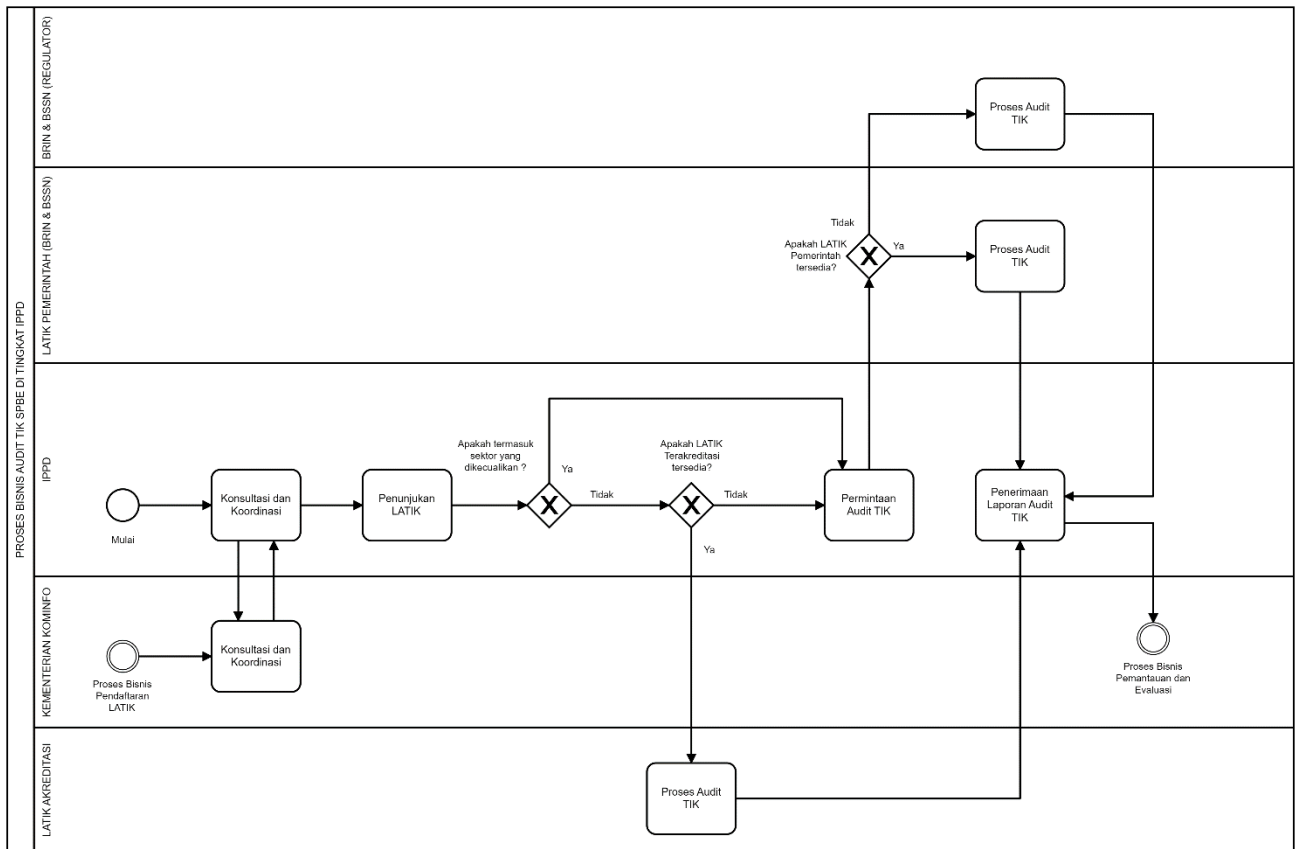 PROSES BISNIS AUDIT TIK SPBE DI TINGKAT IPPD
BRIN & BSSN (REGULATOR)
Proses Audit
TIK
LATIK PEMERINTAH (BRIN & BSSN)
Tidak
Apakah LATIK
Pemerintah
tersedia?
Ya
Proses Audit
TIK
IPPD
Mulai
Konsultasi dan
Koordinasi
Penunjukan
LATIK
Apakah termasuk
sektor yang
dikecualikan ?
Ya
Tidak
Apakah LATIK
Terakreditasi
tersedia?
Tidak
Ya
Permintaan
Audit TIK
Penerimaan
Laporan Audit
TIK
KEMENTERIAN KOMINFO
Proses Bisnis
Pendaftaran
LATIK
Konsultasi dan
Koordinasi
Proses Bisnis
Pemantauan dan
Evaluasi
LATIK AKREDITASI
Proses Audit
TIK